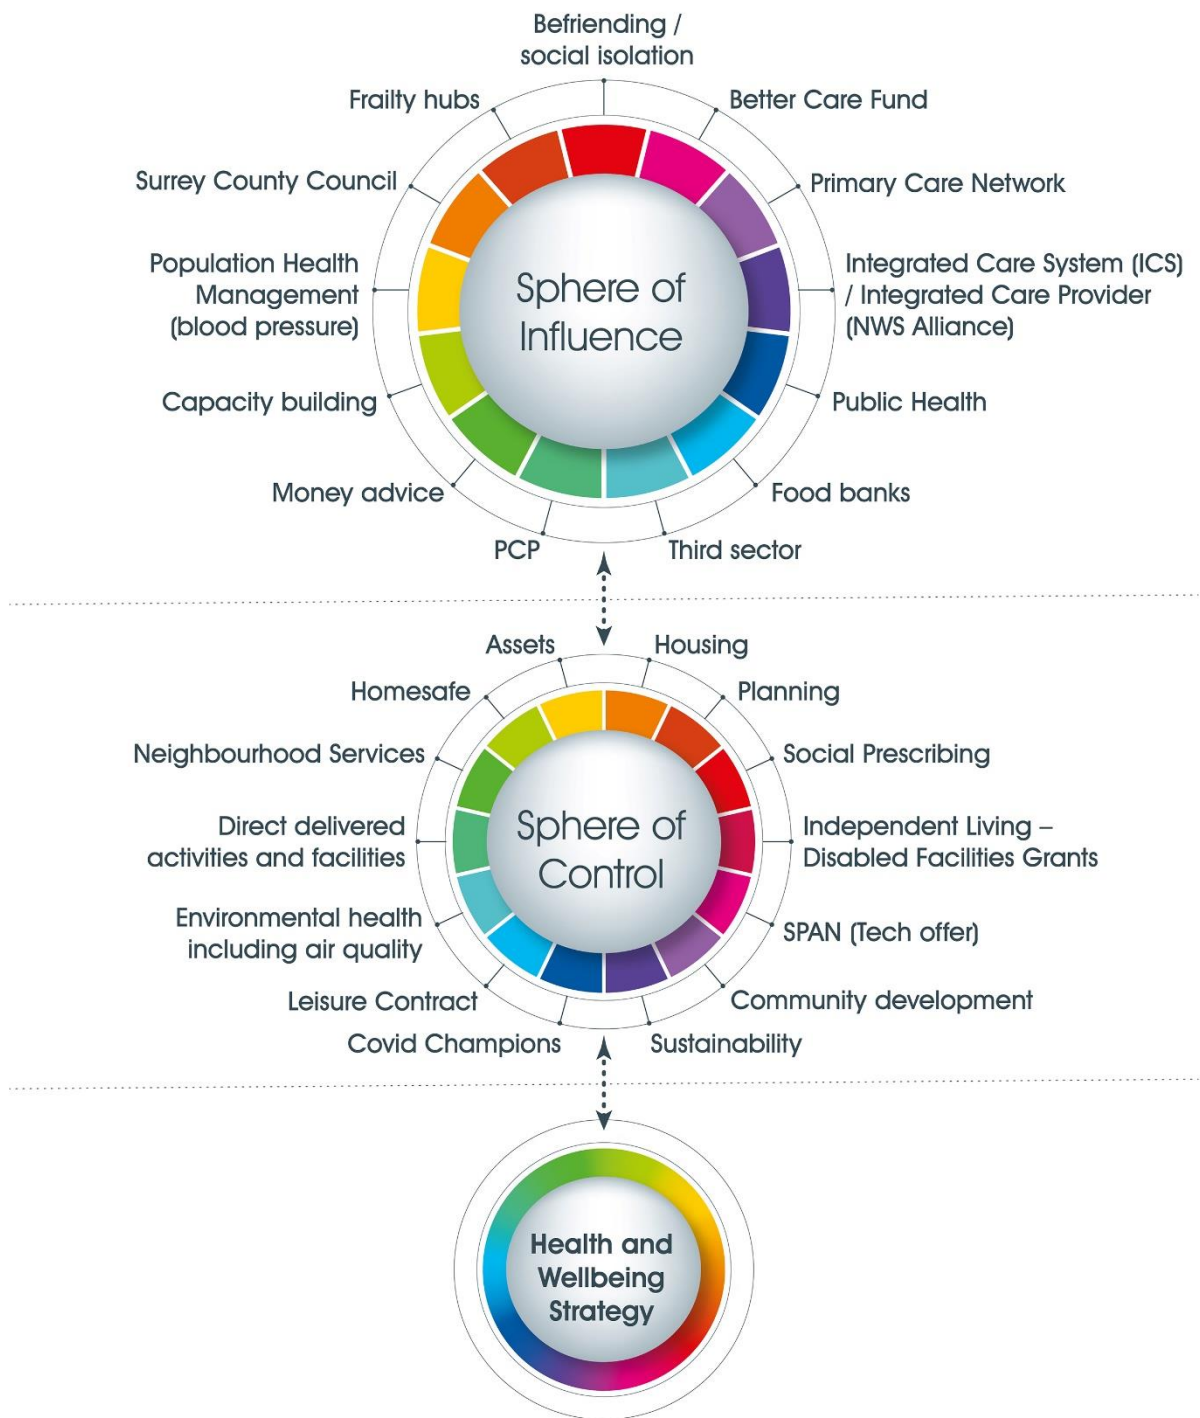 Befriending /
social isolation
Frailty hubs
Better Care Fund
Surrey County Council
Primary Care Network
Population Health
Management
(blood pressure)
Integrated Care System (ICS)
/ Integrated Care Provider
(NWS Alliance)
Sphere of
Influence
Capacity building
Public Health
Money advice
Food banks
PCP
Third sector
Assets
Housing
Homesafe
Planning
Neighbourhood Services
Social Prescribing
Direct delivered
activities and facilities
Sphere of
Control
Independent Living –
Disabled Facilities Grants
Environmental health
including air quality
SPAN (Tech offer)
Leisure Contract
Community development
Covid Champions
Sustainability
Health and
Wellbeing
Strategy